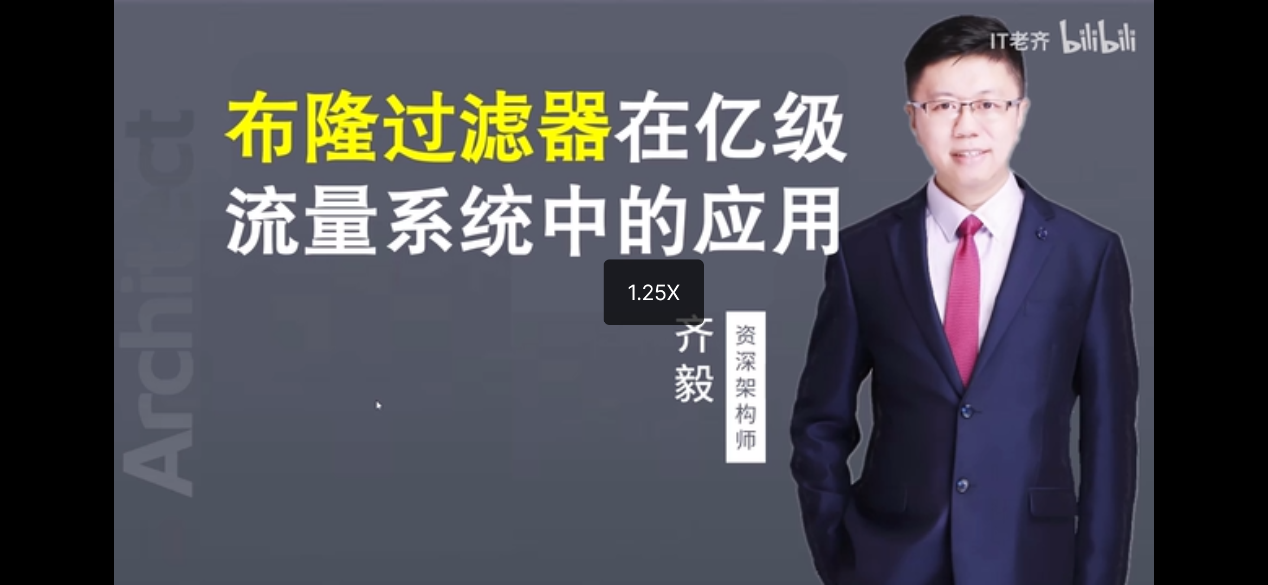 IT老齐 bilibili
布隆过滤器在亿级
流量系统中的应用
1.25X
齐毅
资深架构师
Architect